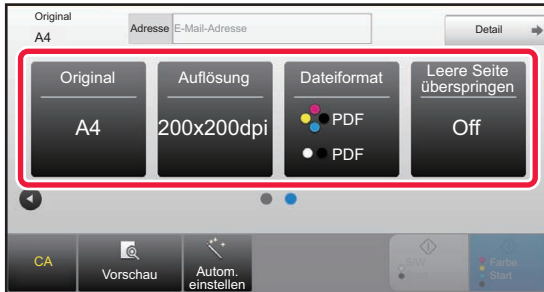 Original
A4
Adresse E-Mail-Adresse
Detail
Original
A4
Auflösung
200x200dpi
Dateiformat
PDF
PDF
Leere Seite
überspringen
Off
CA
Vorschau
Autom.
einstellen
S/W
Start
Farbe
Start